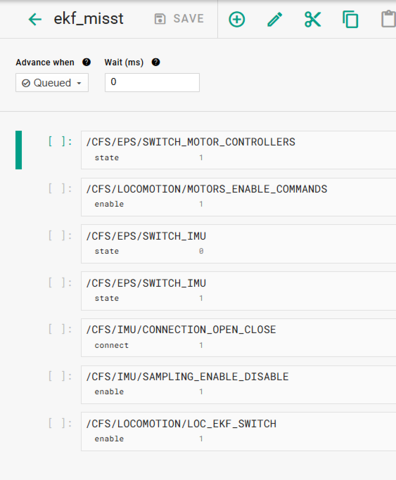 ekf_misst SAVE
Advance when Wait (ms)
Queued 0
[ ]: /CFS/EPS/SWITCH_MOTOR_CONTROLLERS
state 1
[ ]: /CFS/LOCOMOTION/MOTORS_ENABLE_COMMANDS
enable 1
[ ]: /CFS/EPS/SWITCH_IMU
state 0
[ ]: /CFS/EPS/SWITCH_IMU
state 1
[ ]: /CFS/IMU/CONNECTION_OPEN_CLOSE
connect 1
[ ]: /CFS/IMU/SAMPLING_ENABLE_DISABLE
enable 1
[ ]: /CFS/LOCOMOTION/LOC_EKF_SWITCH
enable 1